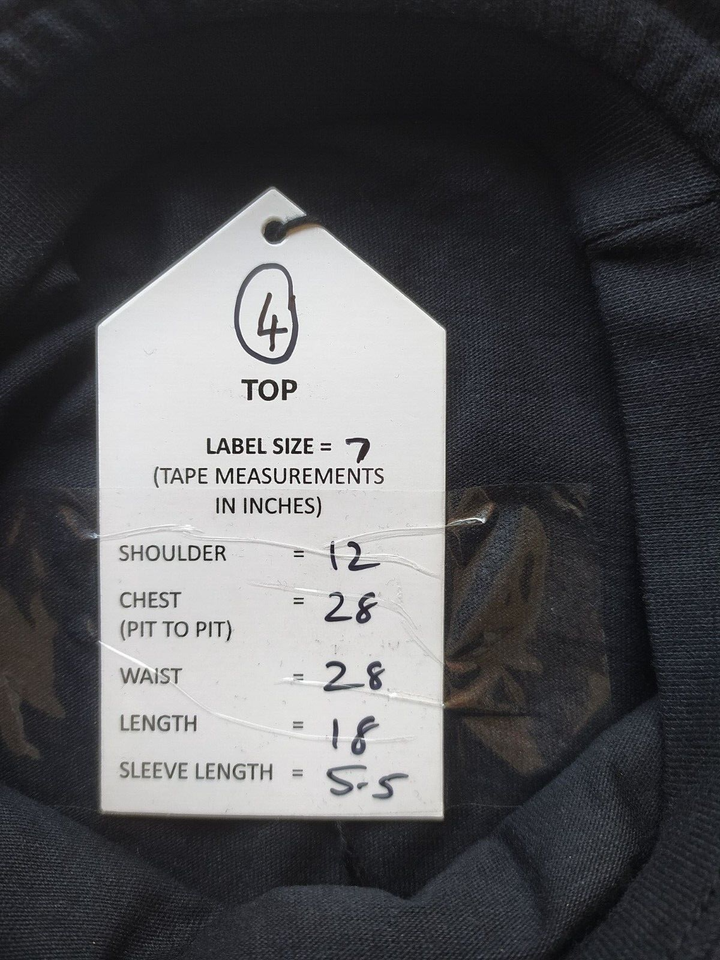 4
TOP
LABEL SIZE = 7
(TAPE MEASUREMENTS
IN INCHES)
SHOULDER = 12
CHEST = 28
(PIT TO PIT)
WAIST = 28
LENGTH = 18
SLEEVE LENGTH = 5.5